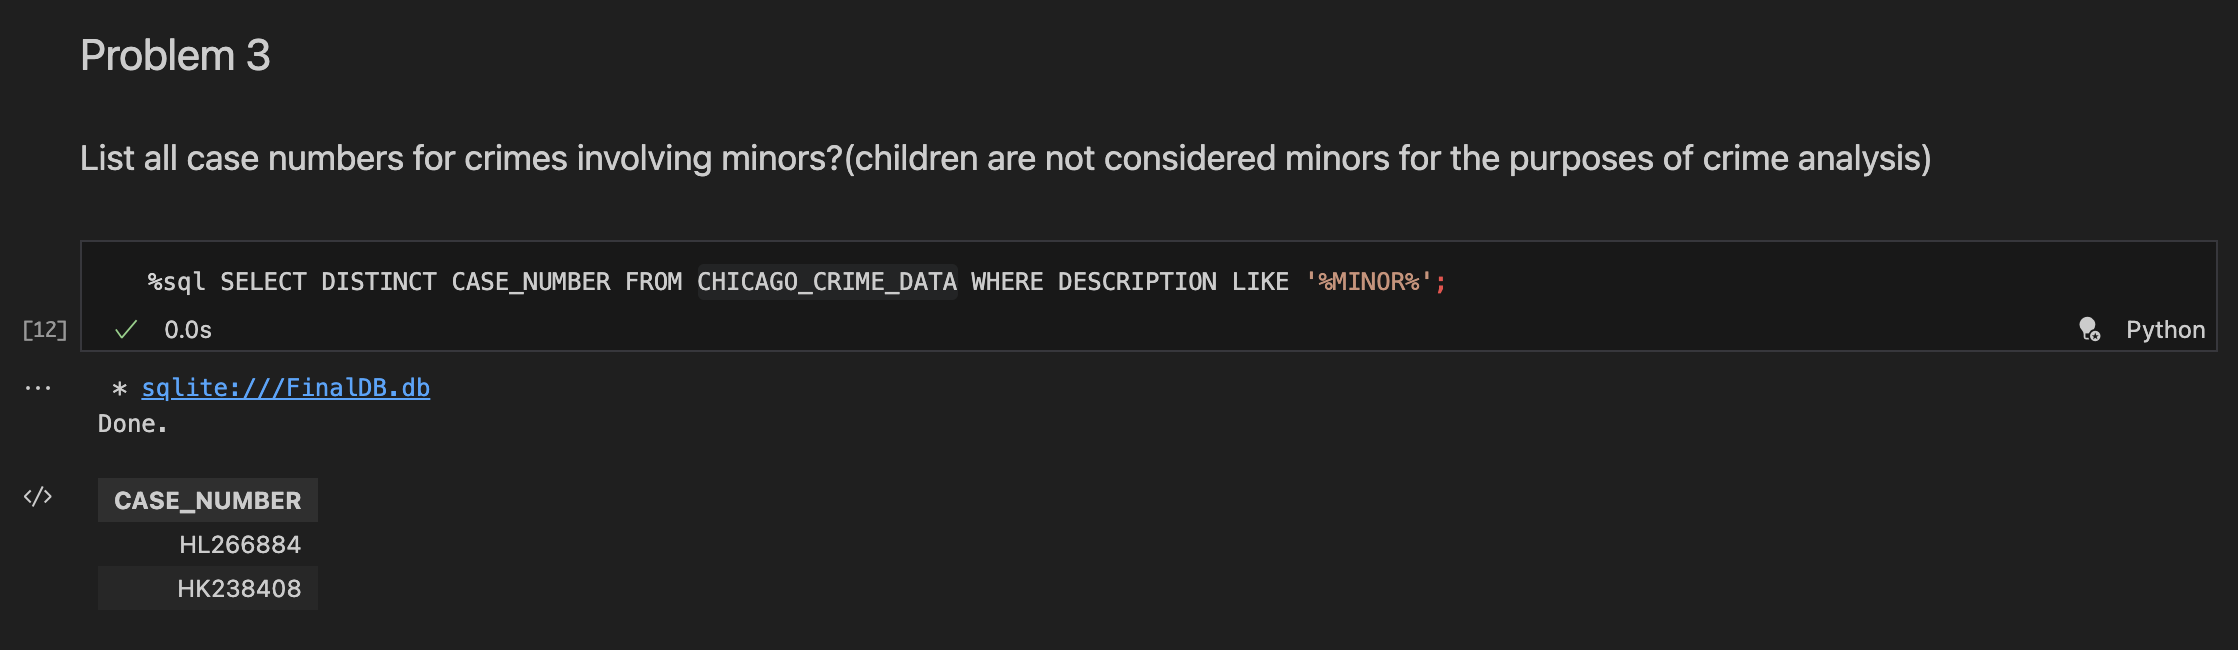 Problem 3
List all case numbers for crimes involving minors?(children are not considered minors for the purposes of crime analysis)
%sql SELECT DISTINCT CASE_NUMBER FROM CHICAGO_CRIME_DATA WHERE DESCRIPTION LIKE '%MINOR%';
[12] 0.0s Python
* sqlite:///FinalDB.db
Done.
CASE_NUMBER
HL266884
HK238408